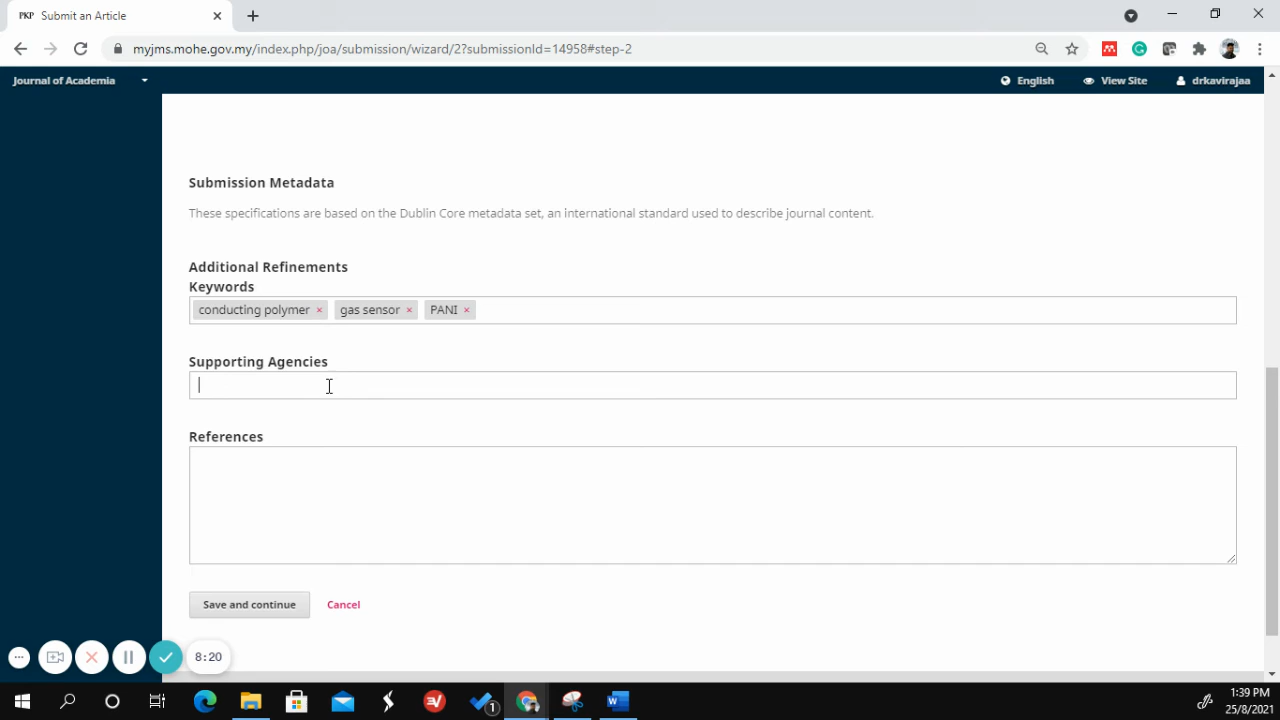 PKP Submit an Article
myjms.mohe.gov.my/index.php/joa/submission/wizard/2?submissionId=14958#step-2
Journal of Academia
English
View Site
drkavirajaa
Submission Metadata
These specifications are based on the Dublin Core metadata set, an international standard used to describe journal content.
Additional Refinements
Keywords
conducting polymer × gas sensor × PANI ×
Supporting Agencies
References
Save and continue Cancel
8:20
1
1:39 PM
25/8/2021